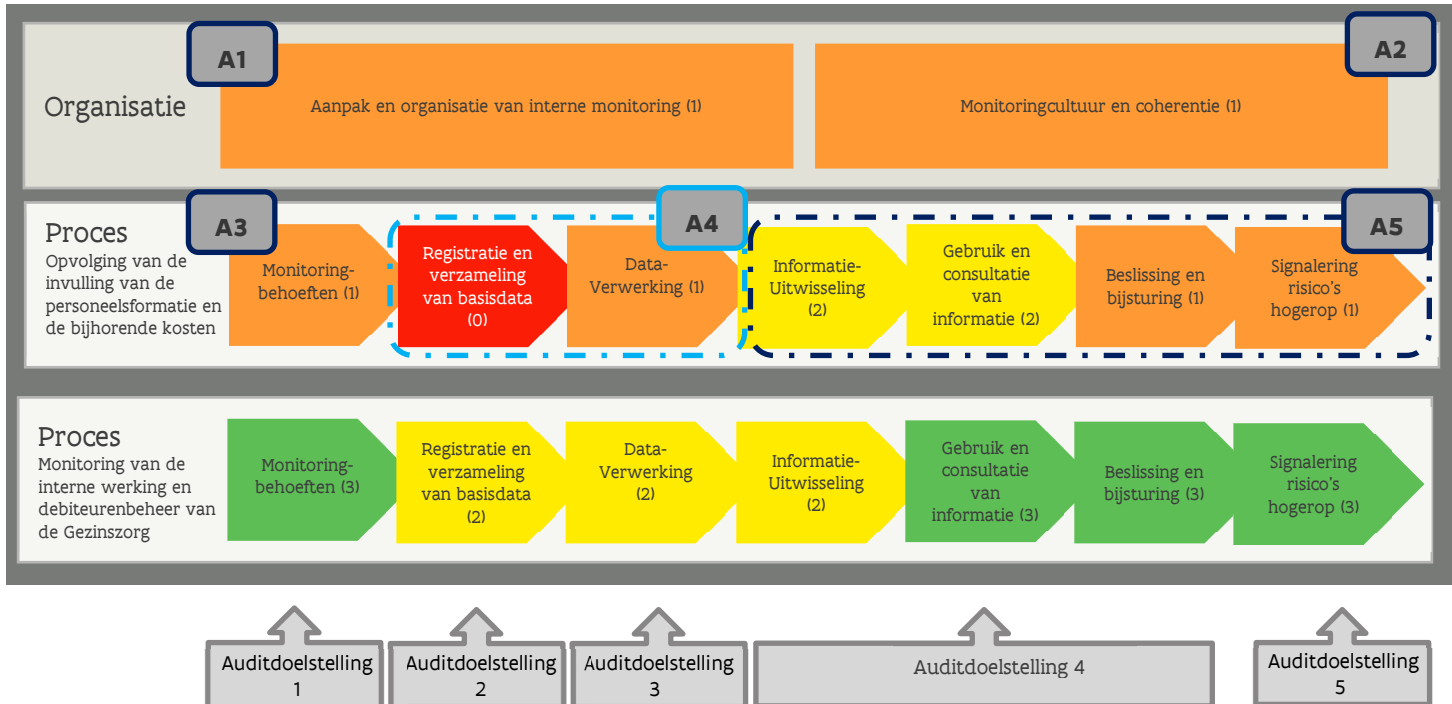 A1
A2
Organisatie
Aanpak en organisatie van interne monitoring (1)
Monitoringcultuur en coherentie (1)
A3
A4
A5
Proces
Opvolging van de
invulling van de
personeelsformatie en
de bijhorende kosten
Monitoring-
behoeften (1)
Registratie en
verzameling
van basisdata
(0)
Data-
Verwerking (1)
Informatie-
Uitwisseling
(2)
Gebruik en
consultatie
van
informatie (2)
Beslissing en
bijsturing (1)
Signalering
risico's
hogerop (1)
Proces
Monitoring van de
interne werking en
debiteurenbeheer van
de Gezinszorg
Monitoring-
behoeften (3)
Registratie en
verzameling
van basisdata
(2)
Data-
Verwerking
(2)
Informatie-
Uitwisseling
(2)
Gebruik en
consultatie
van
informatie (3)
Beslissing en
bijsturing (3)
Signalering
risico's
hogerop (3)
Auditdoelstelling
1
Auditdoelstelling
2
Auditdoelstelling
3
Auditdoelstelling 4
Auditdoelstelling
5